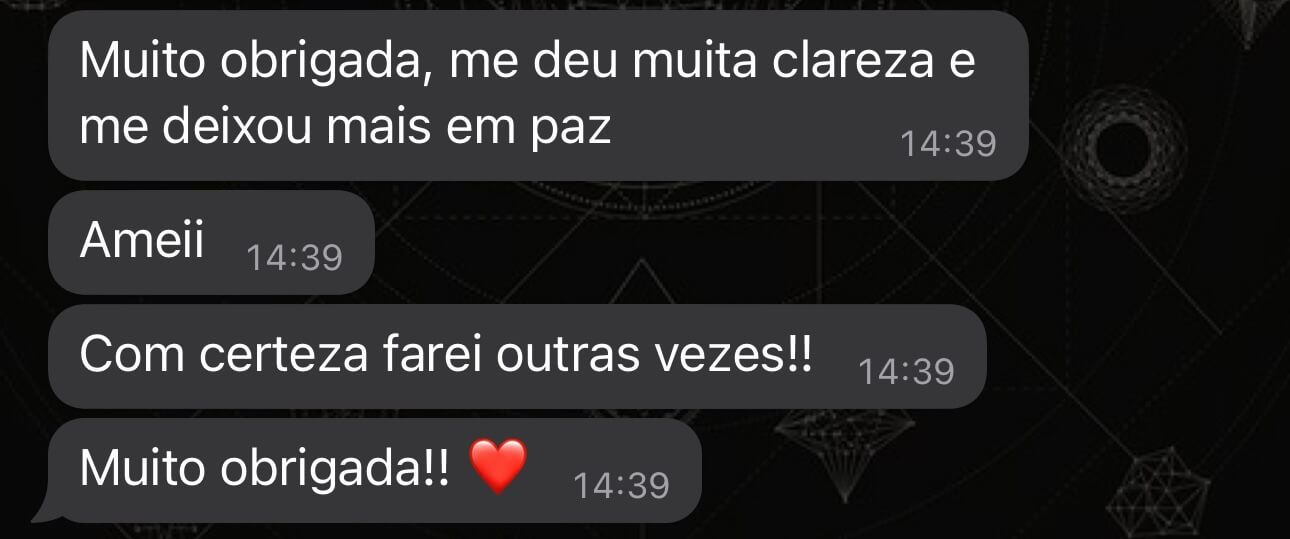 Muito obrigada, me deu muita clareza e
me deixou mais em paz
14:39
Ameii 14:39
Com certeza farei outras vezes!! 14:39
Muito obrigada!! ❤️ 14:39